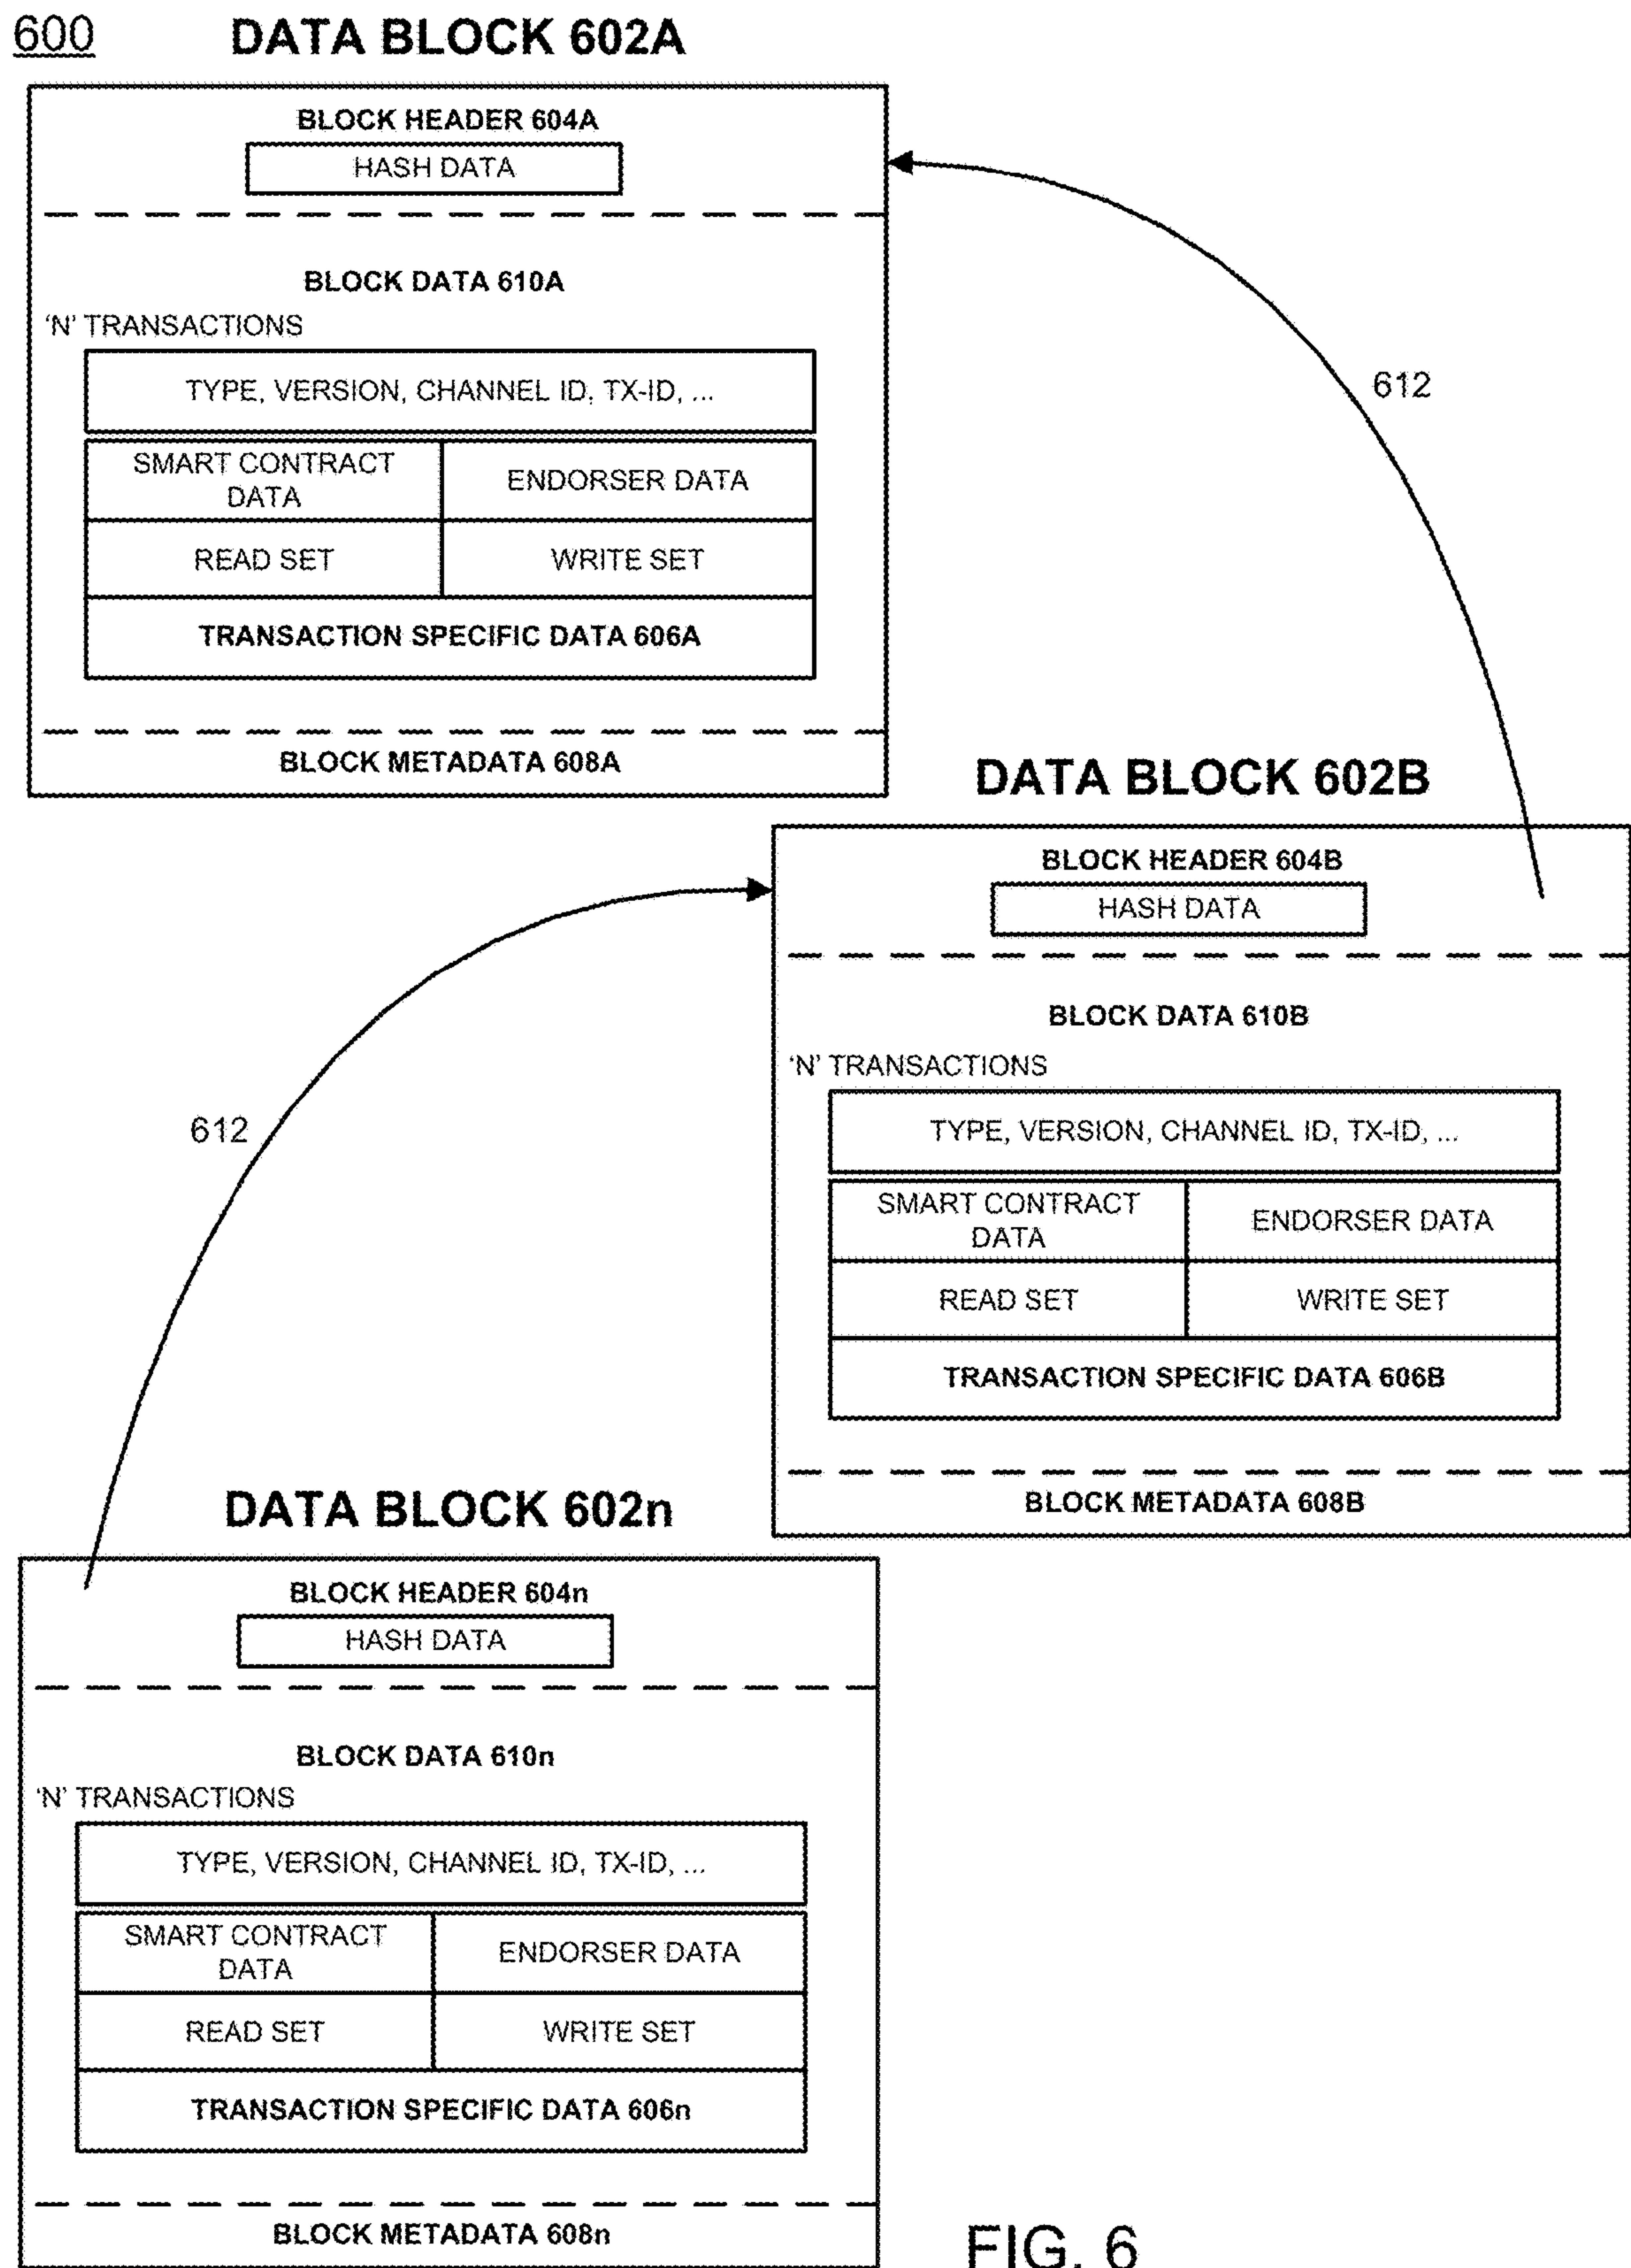 600
DATA BLOCK 602A
BLOCK HEADER 604A
HASH DATA
BLOCK DATA 610A
'N' TRANSACTIONS
TYPE, VERSION, CHANNEL ID, TX-ID, ...
SMART CONTRACT
DATA
ENDORSER DATA
READ SET
WRITE SET
TRANSACTION SPECIFIC DATA 606A
BLOCK METADATA 608A
612
DATA BLOCK 602B
BLOCK HEADER 604B
HASH DATA
BLOCK DATA 610B
'N' TRANSACTIONS
TYPE, VERSION, CHANNEL ID, TX-ID, ...
SMART CONTRACT
DATA
ENDORSER DATA
READ SET
WRITE SET
TRANSACTION SPECIFIC DATA 606B
BLOCK METADATA 608B
612
DATA BLOCK 602n
BLOCK HEADER 604n
HASH DATA
BLOCK DATA 610n
'N' TRANSACTIONS
TYPE, VERSION, CHANNEL ID, TX-ID, ...
SMART CONTRACT
DATA
ENDORSER DATA
READ SET
WRITE SET
TRANSACTION SPECIFIC DATA 606n
BLOCK METADATA 608n
FIG. 6